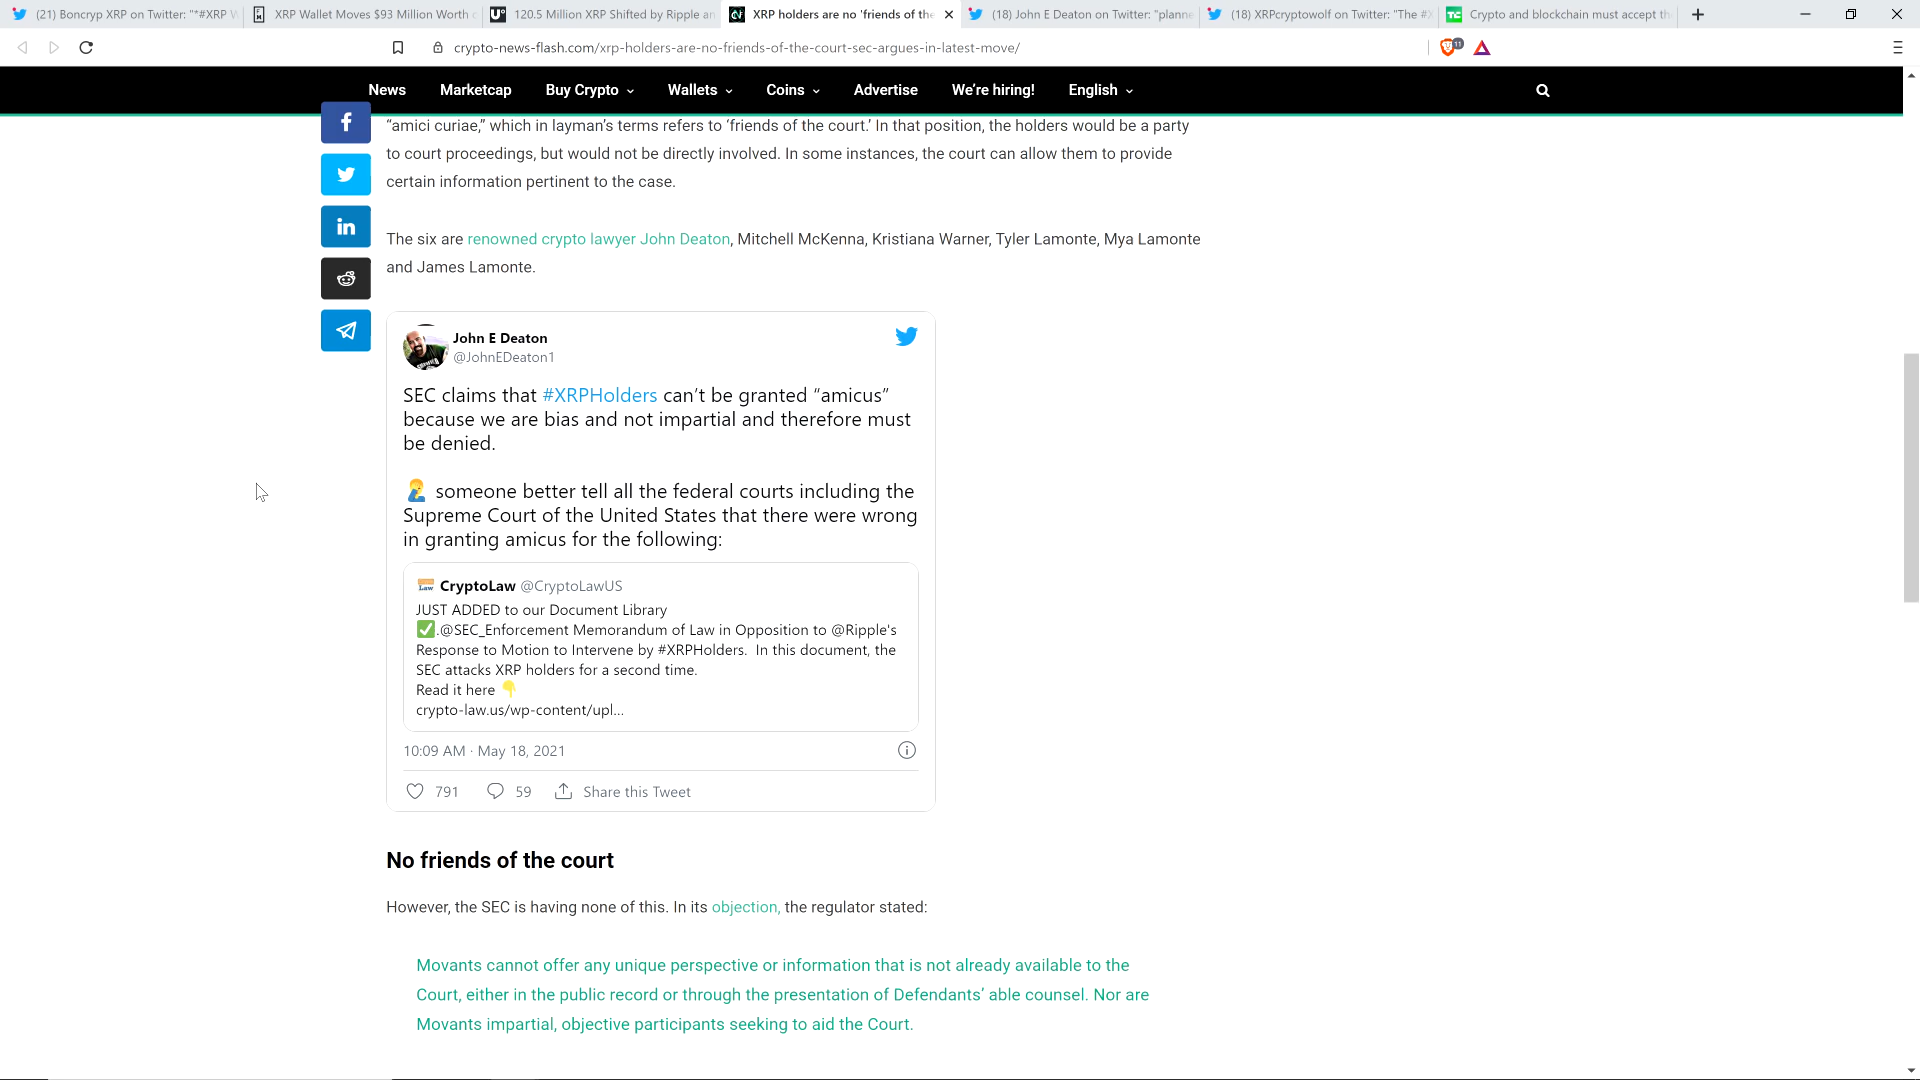 (21) Boncryp XRP on Twitter: "*#XRP W
XRP Wallet Moves $93 Million Worth
120.5 Million XRP Shifted by Ripple an
XRP holders are no 'friends of the
(18) John E Deaton on Twitter: "planne
(18) XRPcryptowolf on Twitter: "The #X
Crypto and blockchain must accept th
crypto-news-flash.com/xrp-holders-are-no-friends-of-the-court-sec-argues-in-latest-move/
11
News
Marketcap
Buy Crypto
Wallets
Coins
Advertise
We're hiring!
English
“amici curiae,” which in layman’s terms refers to ‘friends of the court.’ In that position, the holders would be a party
to court proceedings, but would not be directly involved. In some instances, the court can allow them to provide
certain information pertinent to the case.
The six are renowned crypto lawyer John Deaton, Mitchell McKenna, Kristiana Warner, Tyler Lamonte, Mya Lamonte
and James Lamonte.
John E Deaton
@JohnEDeaton1
SEC claims that #XRPHolders can’t be granted “amicus”
because we are bias and not impartial and therefore must
be denied.
🤦‍♂️ someone better tell all the federal courts including the
Supreme Court of the United States that there were wrong
in granting amicus for the following:
CryptoLaw @CryptoLawUS
JUST ADDED to our Document Library
✅.@SEC_Enforcement Memorandum of Law in Opposition to @Ripple's
Response to Motion to Intervene by #XRPHolders. In this document, the
SEC attacks XRP holders for a second time.
Read it here 👇
crypto-law.us/wp-content/upl...
10:09 AM · May 18, 2021
791
59
Share this Tweet
No friends of the court
However, the SEC is having none of this. In its objection, the regulator stated:
Movants cannot offer any unique perspective or information that is not already available to the
Court, either in the public record or through the presentation of Defendants’ able counsel. Nor are
Movants impartial, objective participants seeking to aid the Court.